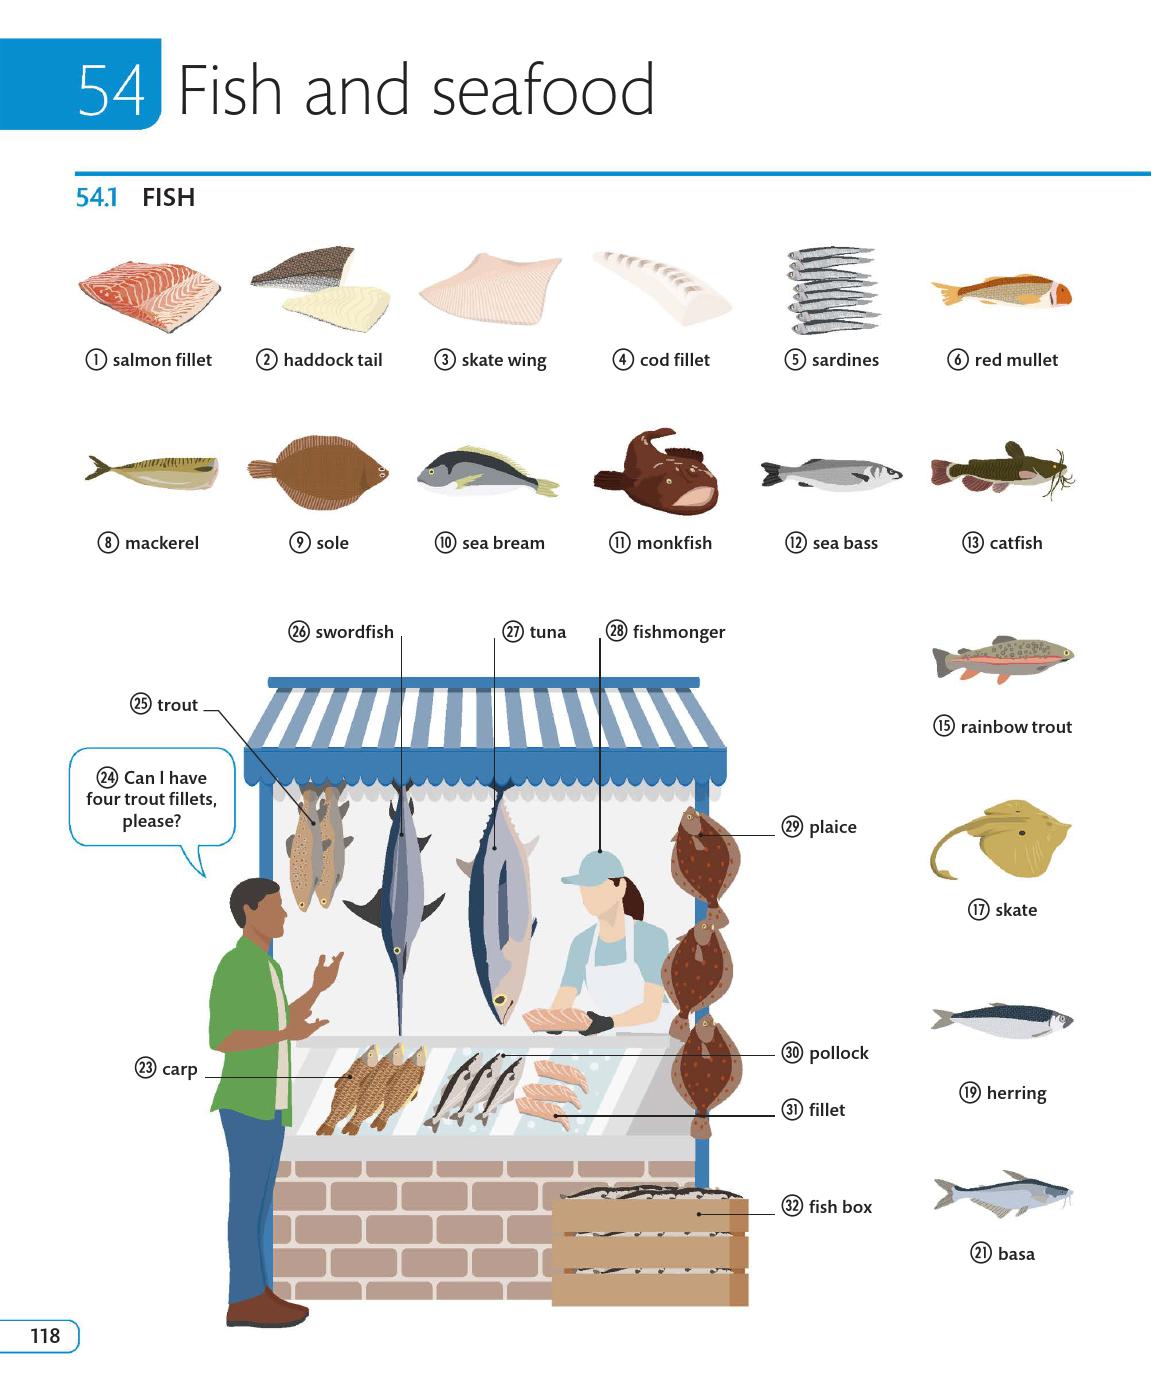 54 Fish and seafood
54.1 FISH
① salmon fillet
② haddock tail
③ skate wing
④ cod fillet
⑤ sardines
⑥ red mullet
⑧ mackerel
⑨ sole
⑩ sea bream
⑪ monkfish
⑫ sea bass
⑬ catfish
㉖ swordfish
㉗ tuna
㉘ fishmonger
⑮ rainbow trout
㉕ trout
㉔ Can I have
four trout fillets,
please?
㉙ plaice
⑰ skate
㉚ pollock
㉓ carp
⑲ herring
㉛ fillet
㉜ fish box
㉑ basa
118